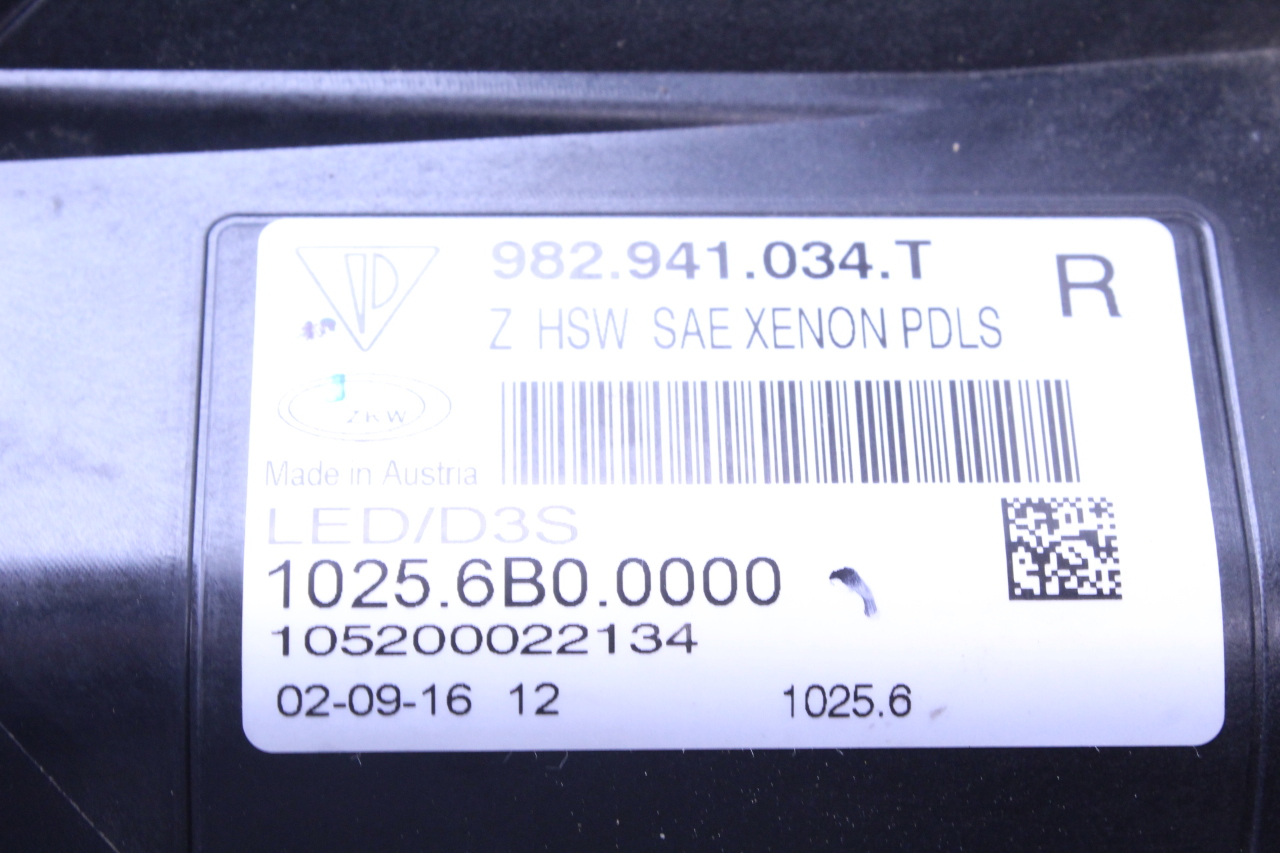 982.941.034.T
R
Z HSW SAE XENON PDLS
ZKW
Made in Austria
LED/D3S
1025.6B0.0000
105200022134
02-09-16 12
1025.6